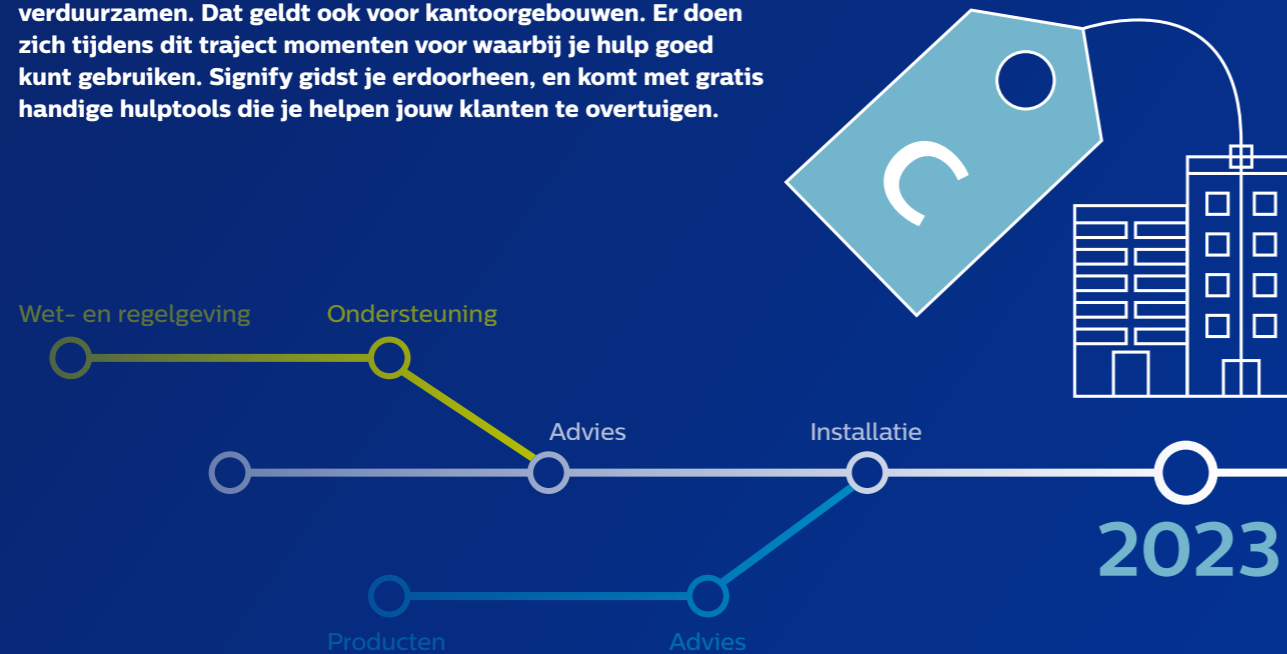 verduurzamen. Dat geldt ook voor kantoorgebouwen. Er doen
zich tijdens dit traject momenten voor waarbij je hulp goed
kunt gebruiken. Signify gidst je erdoorheen, en komt met gratis
handige hulptools die je helpen jouw klanten te overtuigen.
C
Wet- en regelgeving
Ondersteuning
Advies
Installatie
2023
Producten
Advies